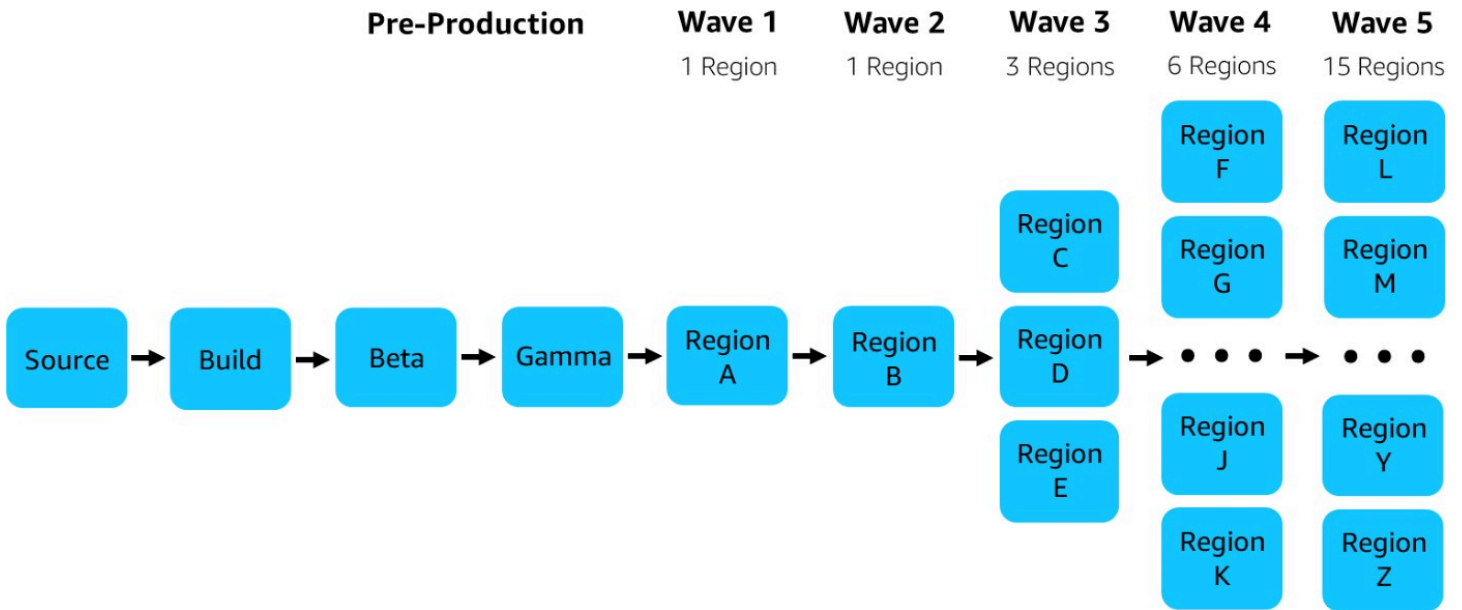 Pre-Production
Wave 1
1 Region
Wave 2
1 Region
Wave 3
3 Regions
Wave 4
6 Regions
Wave 5
15 Regions
Source
Build
Beta
Gamma
Region
A
Region
B
Region
C
Region
D
Region
E
Region
F
Region
G
• • •
Region
J
Region
K
Region
L
Region
M
• • •
Region
Y
Region
Z